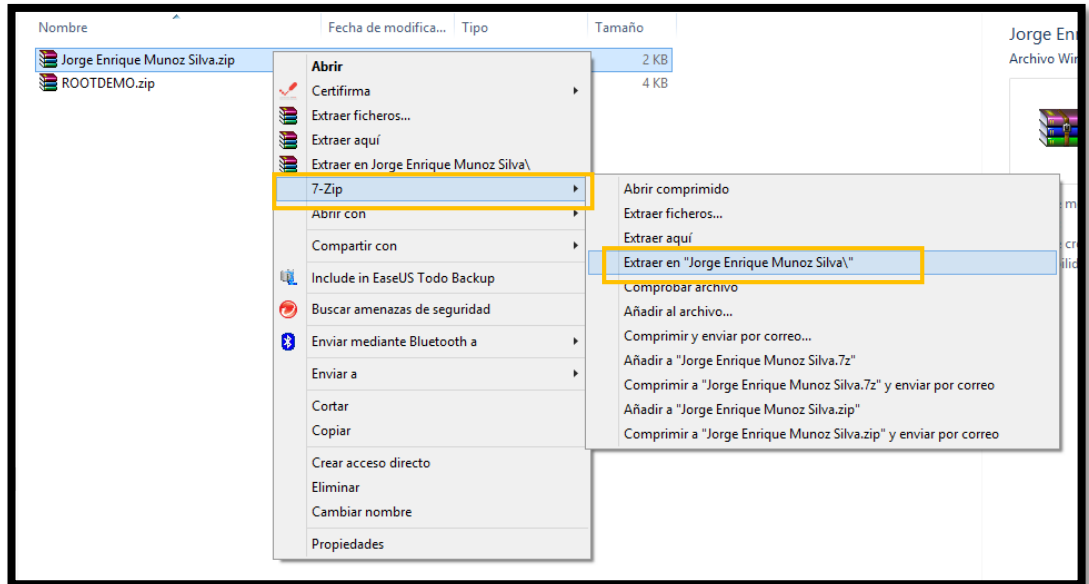 Nombre Fecha de modifica... Tipo Tamaño
Jorge Enrique Munoz Silva.zip 2 KB
ROOTDEMO.zip 4 KB
Abrir
Certifirma
Extraer ficheros...
Extraer aquí
Extraer en Jorge Enrique Munoz Silva\
7-Zip
Abrir con
Compartir con
Include in EaseUS Todo Backup
Buscar amenazas de seguridad
Enviar mediante Bluetooth a
Enviar a
Cortar
Copiar
Crear acceso directo
Eliminar
Cambiar nombre
Propiedades
Abrir comprimido
Extraer ficheros...
Extraer aquí
Extraer en "Jorge Enrique Munoz Silva\"
Comprobar archivo
Añadir al archivo...
Comprimir y enviar por correo...
Añadir a "Jorge Enrique Munoz Silva.7z"
Comprimir a "Jorge Enrique Munoz Silva.7z" y enviar por correo
Añadir a "Jorge Enrique Munoz Silva.zip"
Comprimir a "Jorge Enrique Munoz Silva.zip" y enviar por correo
Jorge
Archivo